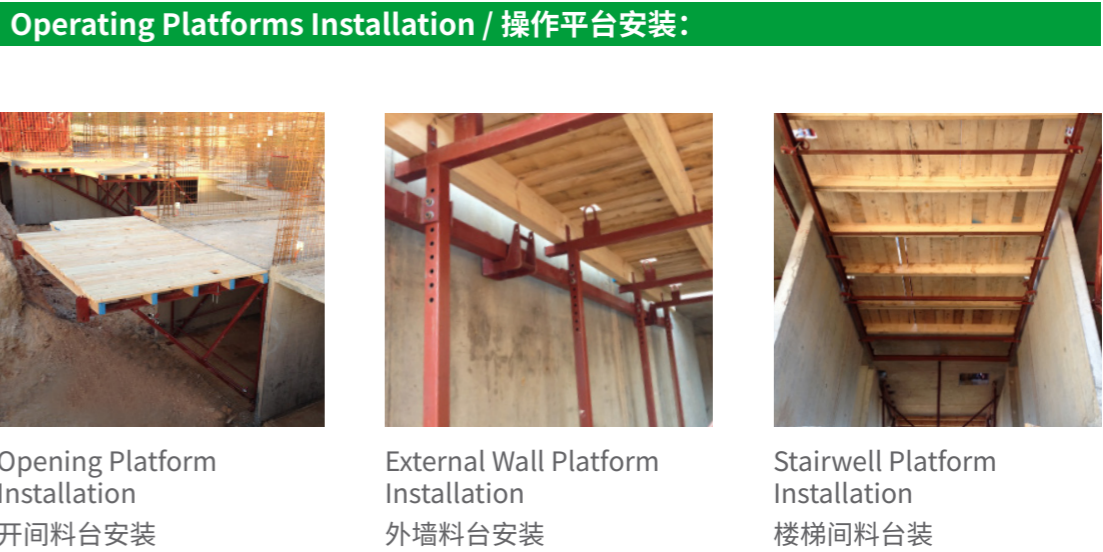 Operating Platforms Installation / 操作平台安装：
Opening Platform
Installation
开间料台安装
External Wall Platform
Installation
外墙料台安装
Stairwell Platform
Installation
楼梯间料台装